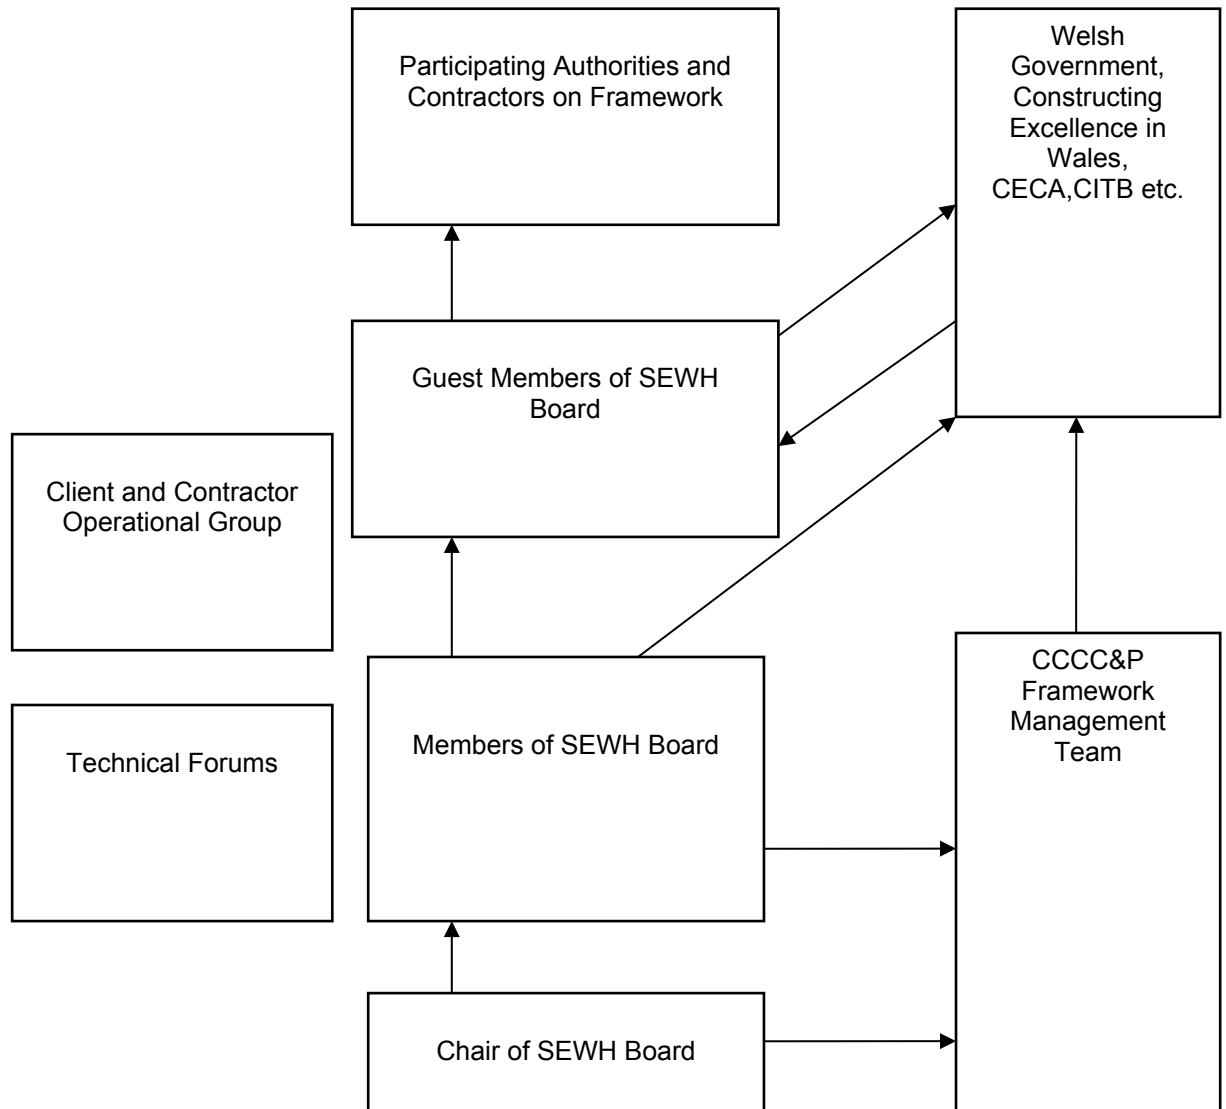 Participating Authorities and
Contractors on Framework
Welsh
Government,
Constructing
Excellence in
Wales,
CECA,CITB etc.
Guest Members of SEWH
Board
Client and Contractor
Operational Group
Technical Forums
Members of SEWH Board
CCCC&P
Framework
Management
Team
Chair of SEWH Board